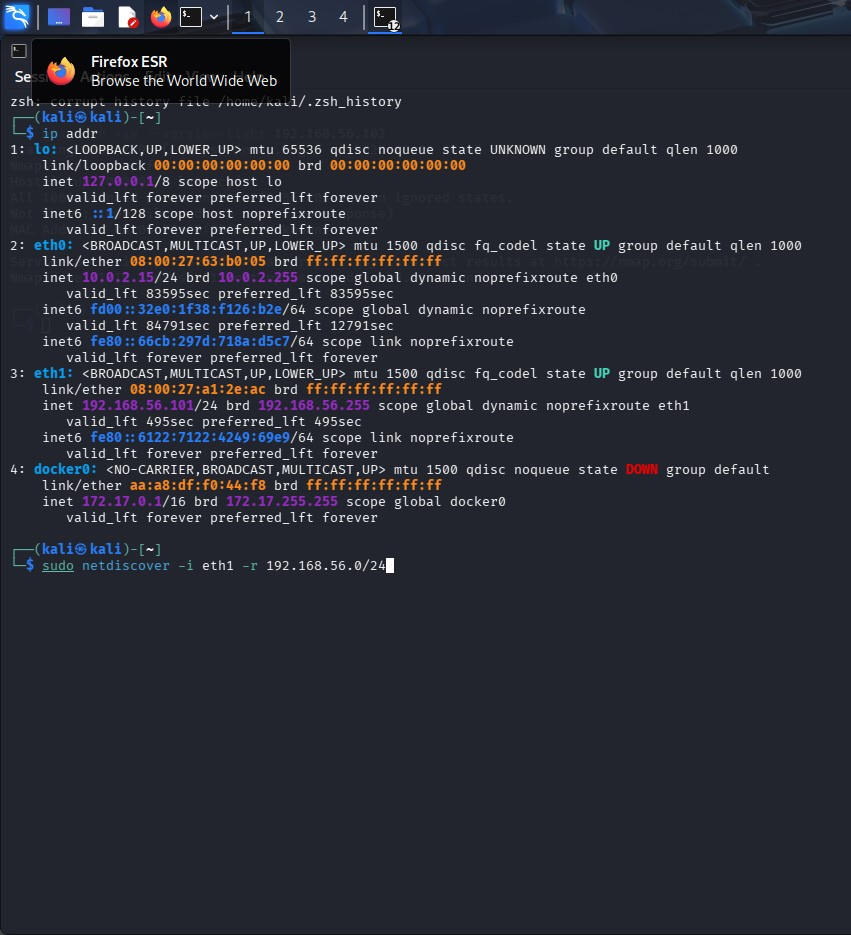 1 2 3 4
12
Firefox ESR
Browse the World Wide Web
zsh: corrupt history file /home/kali/.zsh_history
┌──(kali㉿kali)-[~]
└─$ ip addr
1: lo: <LOOPBACK,UP,LOWER_UP> mtu 65536 qdisc noqueue state UNKNOWN group default qlen 1000
    link/loopback 00:00:00:00:00:00 brd 00:00:00:00:00:00
    inet 127.0.0.1/8 scope host lo
       valid_lft forever preferred_lft forever
    inet6 ::1/128 scope host noprefixroute
       valid_lft forever preferred_lft forever
2: eth0: <BROADCAST,MULTICAST,UP,LOWER_UP> mtu 1500 qdisc fq_codel state UP group default qlen 1000
    link/ether 08:00:27:63:b0:05 brd ff:ff:ff:ff:ff:ff
    inet 10.0.2.15/24 brd 10.0.2.255 scope global dynamic noprefixroute eth0
       valid_lft 83595sec preferred_lft 83595sec
    inet6 fd00::32e0:1f38:f126:b2e/64 scope global dynamic noprefixroute
       valid_lft 84791sec preferred_lft 12791sec
    inet6 fe80::66cb:297d:718a:d5c7/64 scope link noprefixroute
       valid_lft forever preferred_lft forever
3: eth1: <BROADCAST,MULTICAST,UP,LOWER_UP> mtu 1500 qdisc fq_codel state UP group default qlen 1000
    link/ether 08:00:27:a1:2e:ac brd ff:ff:ff:ff:ff:ff
    inet 192.168.56.101/24 brd 192.168.56.255 scope global dynamic noprefixroute eth1
       valid_lft 495sec preferred_lft 495sec
    inet6 fe80::6122:7122:4249:69e9/64 scope link noprefixroute
       valid_lft forever preferred_lft forever
4: docker0: <NO-CARRIER,BROADCAST,MULTICAST,UP> mtu 1500 qdisc noqueue state DOWN group default
    link/ether aa:a8:df:f0:44:f8 brd ff:ff:ff:ff:ff:ff
    inet 172.17.0.1/16 brd 172.17.255.255 scope global docker0
       valid_lft forever preferred_lft forever
┌──(kali㉿kali)-[~]
└─$ sudo netdiscover -i eth1 -r 192.168.56.0/24